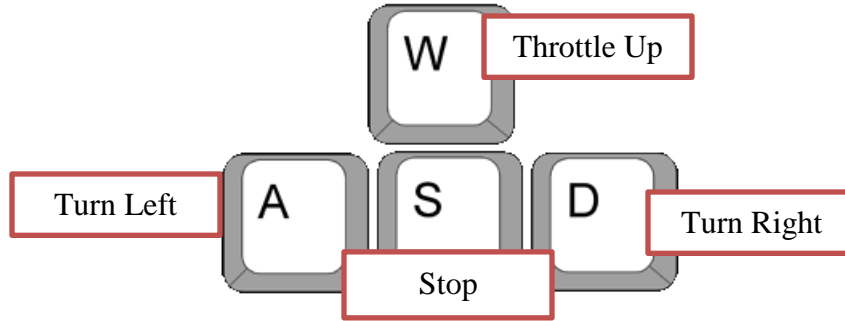 W
Throttle Up
A
S
D
Turn Left
Turn Right
Stop